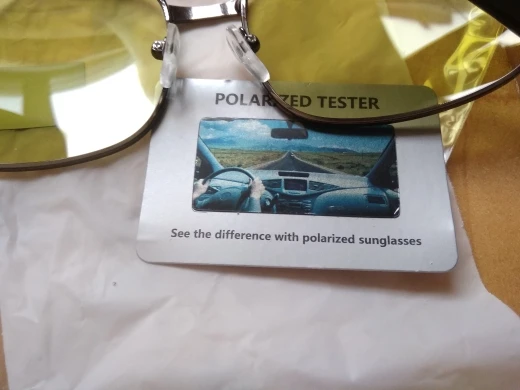 POLARIZED TESTER
See the difference with polarized sunglasses